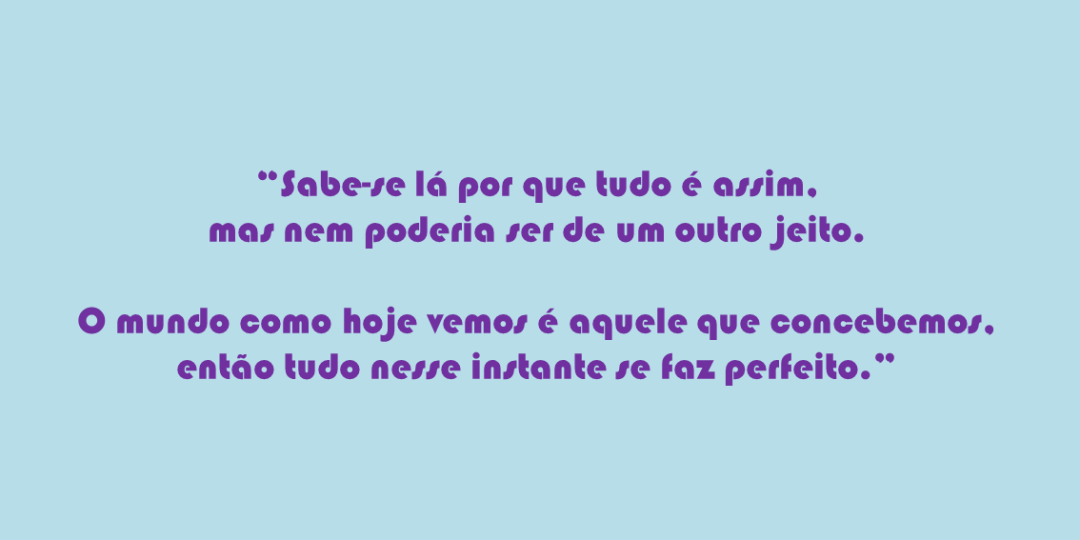 "Sabe-se lá por que tudo é assim,
mas nem poderia ser de um outro jeito.
O mundo como hoje vemos é aquele que concebemos,
então tudo nesse instante se faz perfeito."